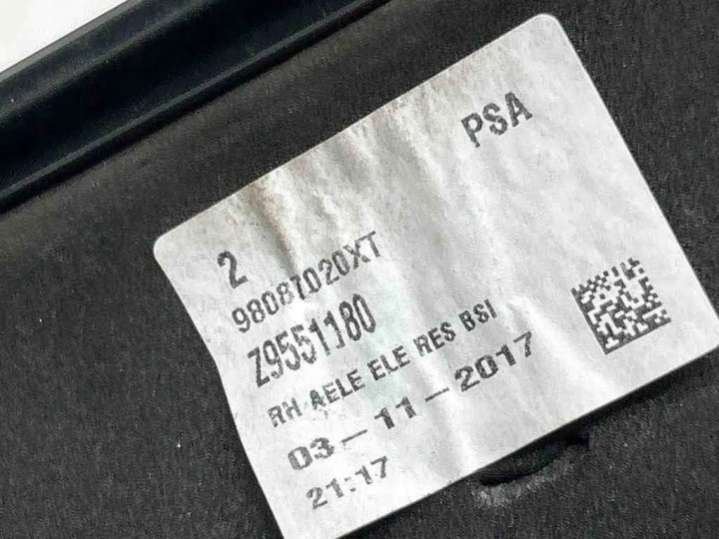 PSA
2
98087020XT
Z9551180
RH AELE ELE RES BSI
03-11-2017
21:17